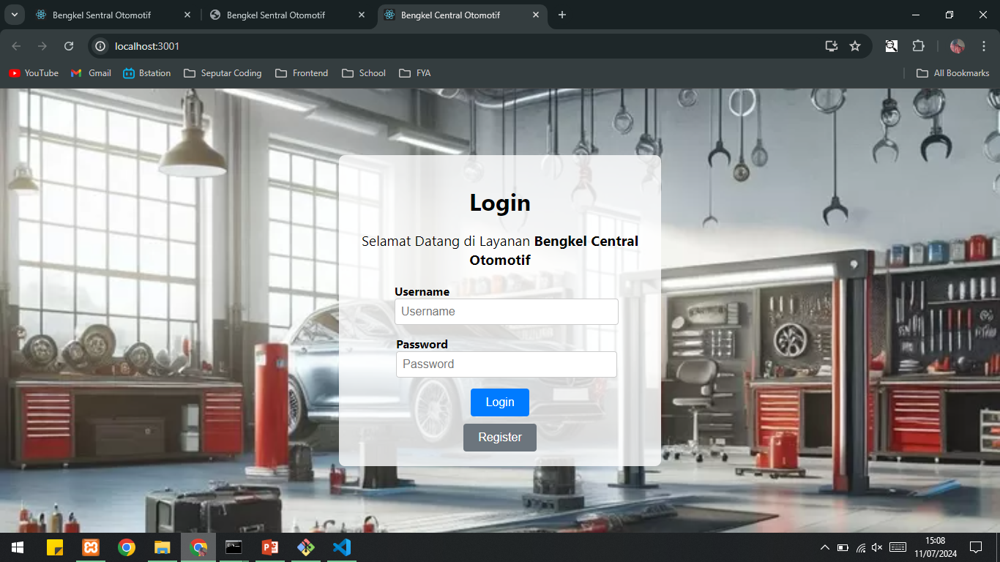 Bengkel Sentral Otomotif
Bengkel Sentral Otomotif
Bengkel Central Otomotif
localhost:3001
YouTube
Gmail
Bstation
Seputar Coding
Frontend
School
FYA
All Bookmarks
Login
Selamat Datang di Layanan Bengkel Central
Otomotif
Username
Username
Password
Password
Login
Register
15:08
11/07/2024